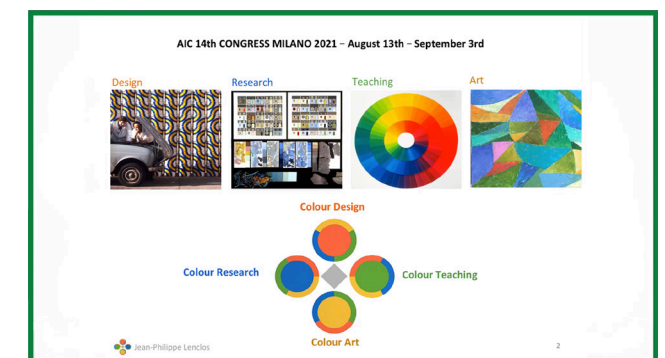 AIC 14th CONGRESS MILANO 2021 – August 13th – September 3rd
Design
Research
Teaching
Art
Colour Design
Colour Research
Colour Teaching
Colour Art
Jean-Philippe Lenclos
2